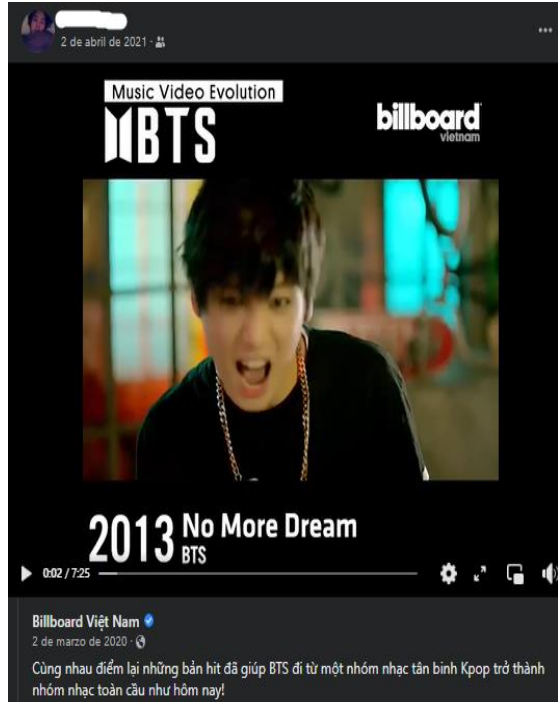 2 de abril de 2021 ·
Music Video Evolution
BTS
billboard
vietnam
2013 No More Dream
BTS
0:02 / 7:25
Billboard Việt Nam
2 de marzo de 2020 ·
Cùng nhau điểm lại những bản hit đã giúp BTS đi từ một nhóm nhạc tân binh Kpop trở thành
nhóm nhạc toàn cầu như hôm nay!